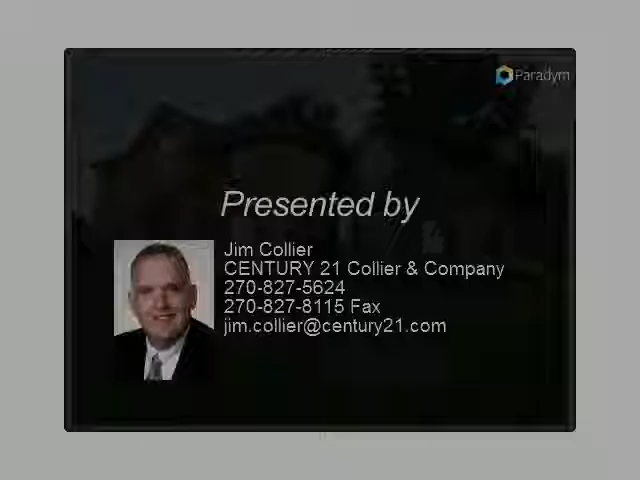 Paradym
Presented by
Jim Collier
CENTURY 21 Collier & Company
270-827-5624
270-827-8115 Fax
jim.collier@century21.com